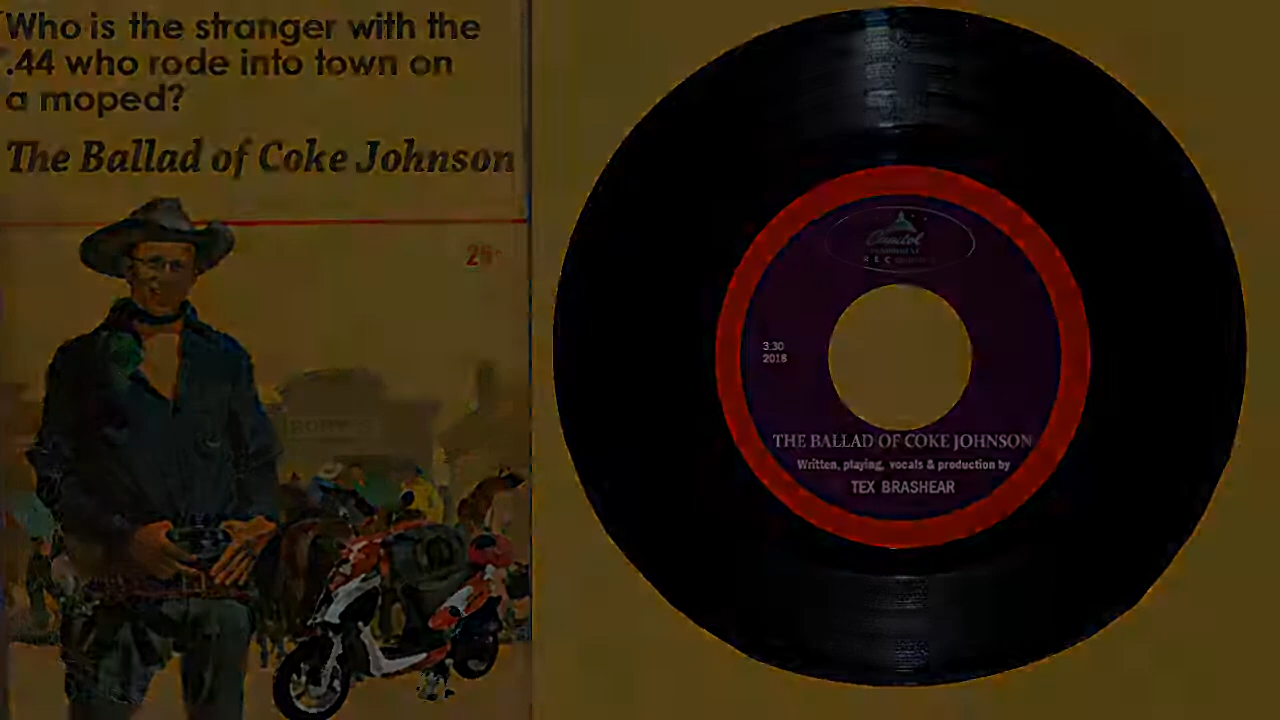 Who is the stranger with the
.44 who rode into town on
a moped?
The Ballad of Coke Johnson
Capitol
3:30
2018
THE BALLAD OF COKE JOHNSON
Written, playing, vocals & production by
TEX BRASHEAR